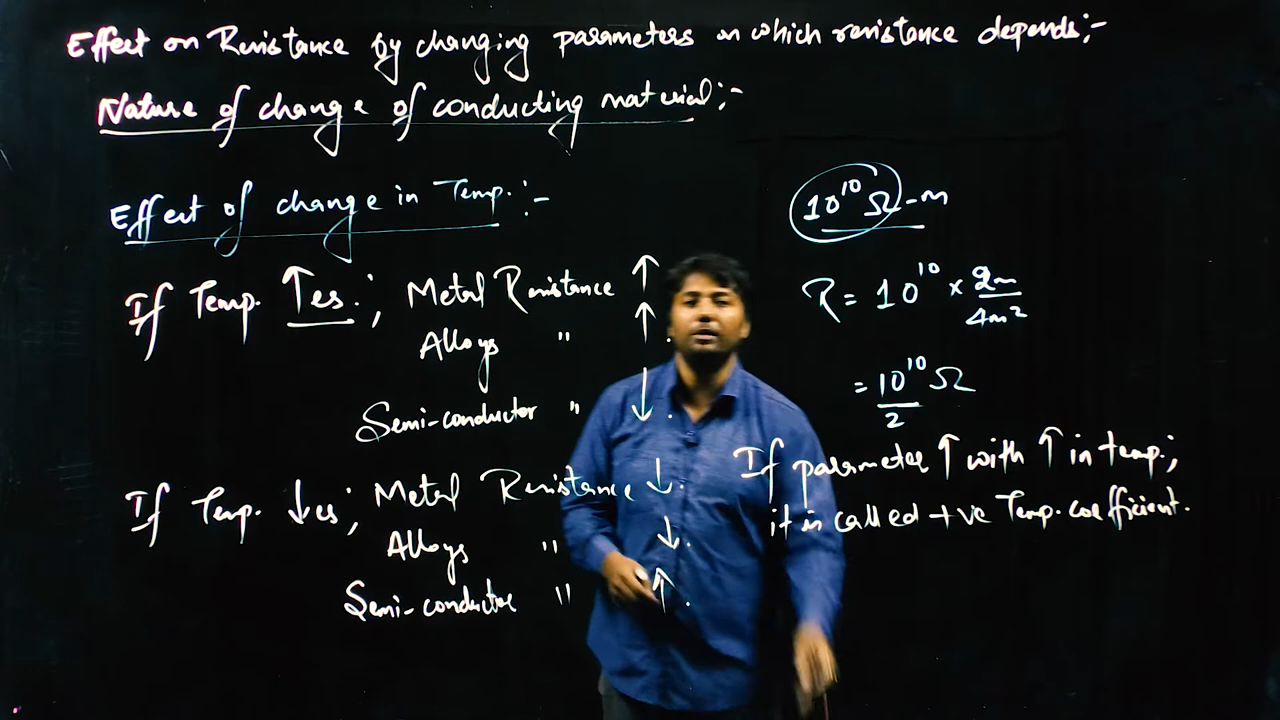 Effect on Resistance by changing parameters on which resistance depends:-
Nature of change of conducting material:-
Effect of change in Temp.:-
If Temp. ↑es; Metal Resistance ↑
Alloys " ↑.
Semi-conductor " ↓.
If Temp. ↓es; Metal Resistance ↓.
Alloys " ↓.
Semi-conductor " ↑.
10¹⁰ Ω-m
R = 10¹⁰ × 2m/4m²
= 10¹⁰/2 Ω
If parameter ↑ with ↑ in temp.;
it is called +ve Temp. coefficient.